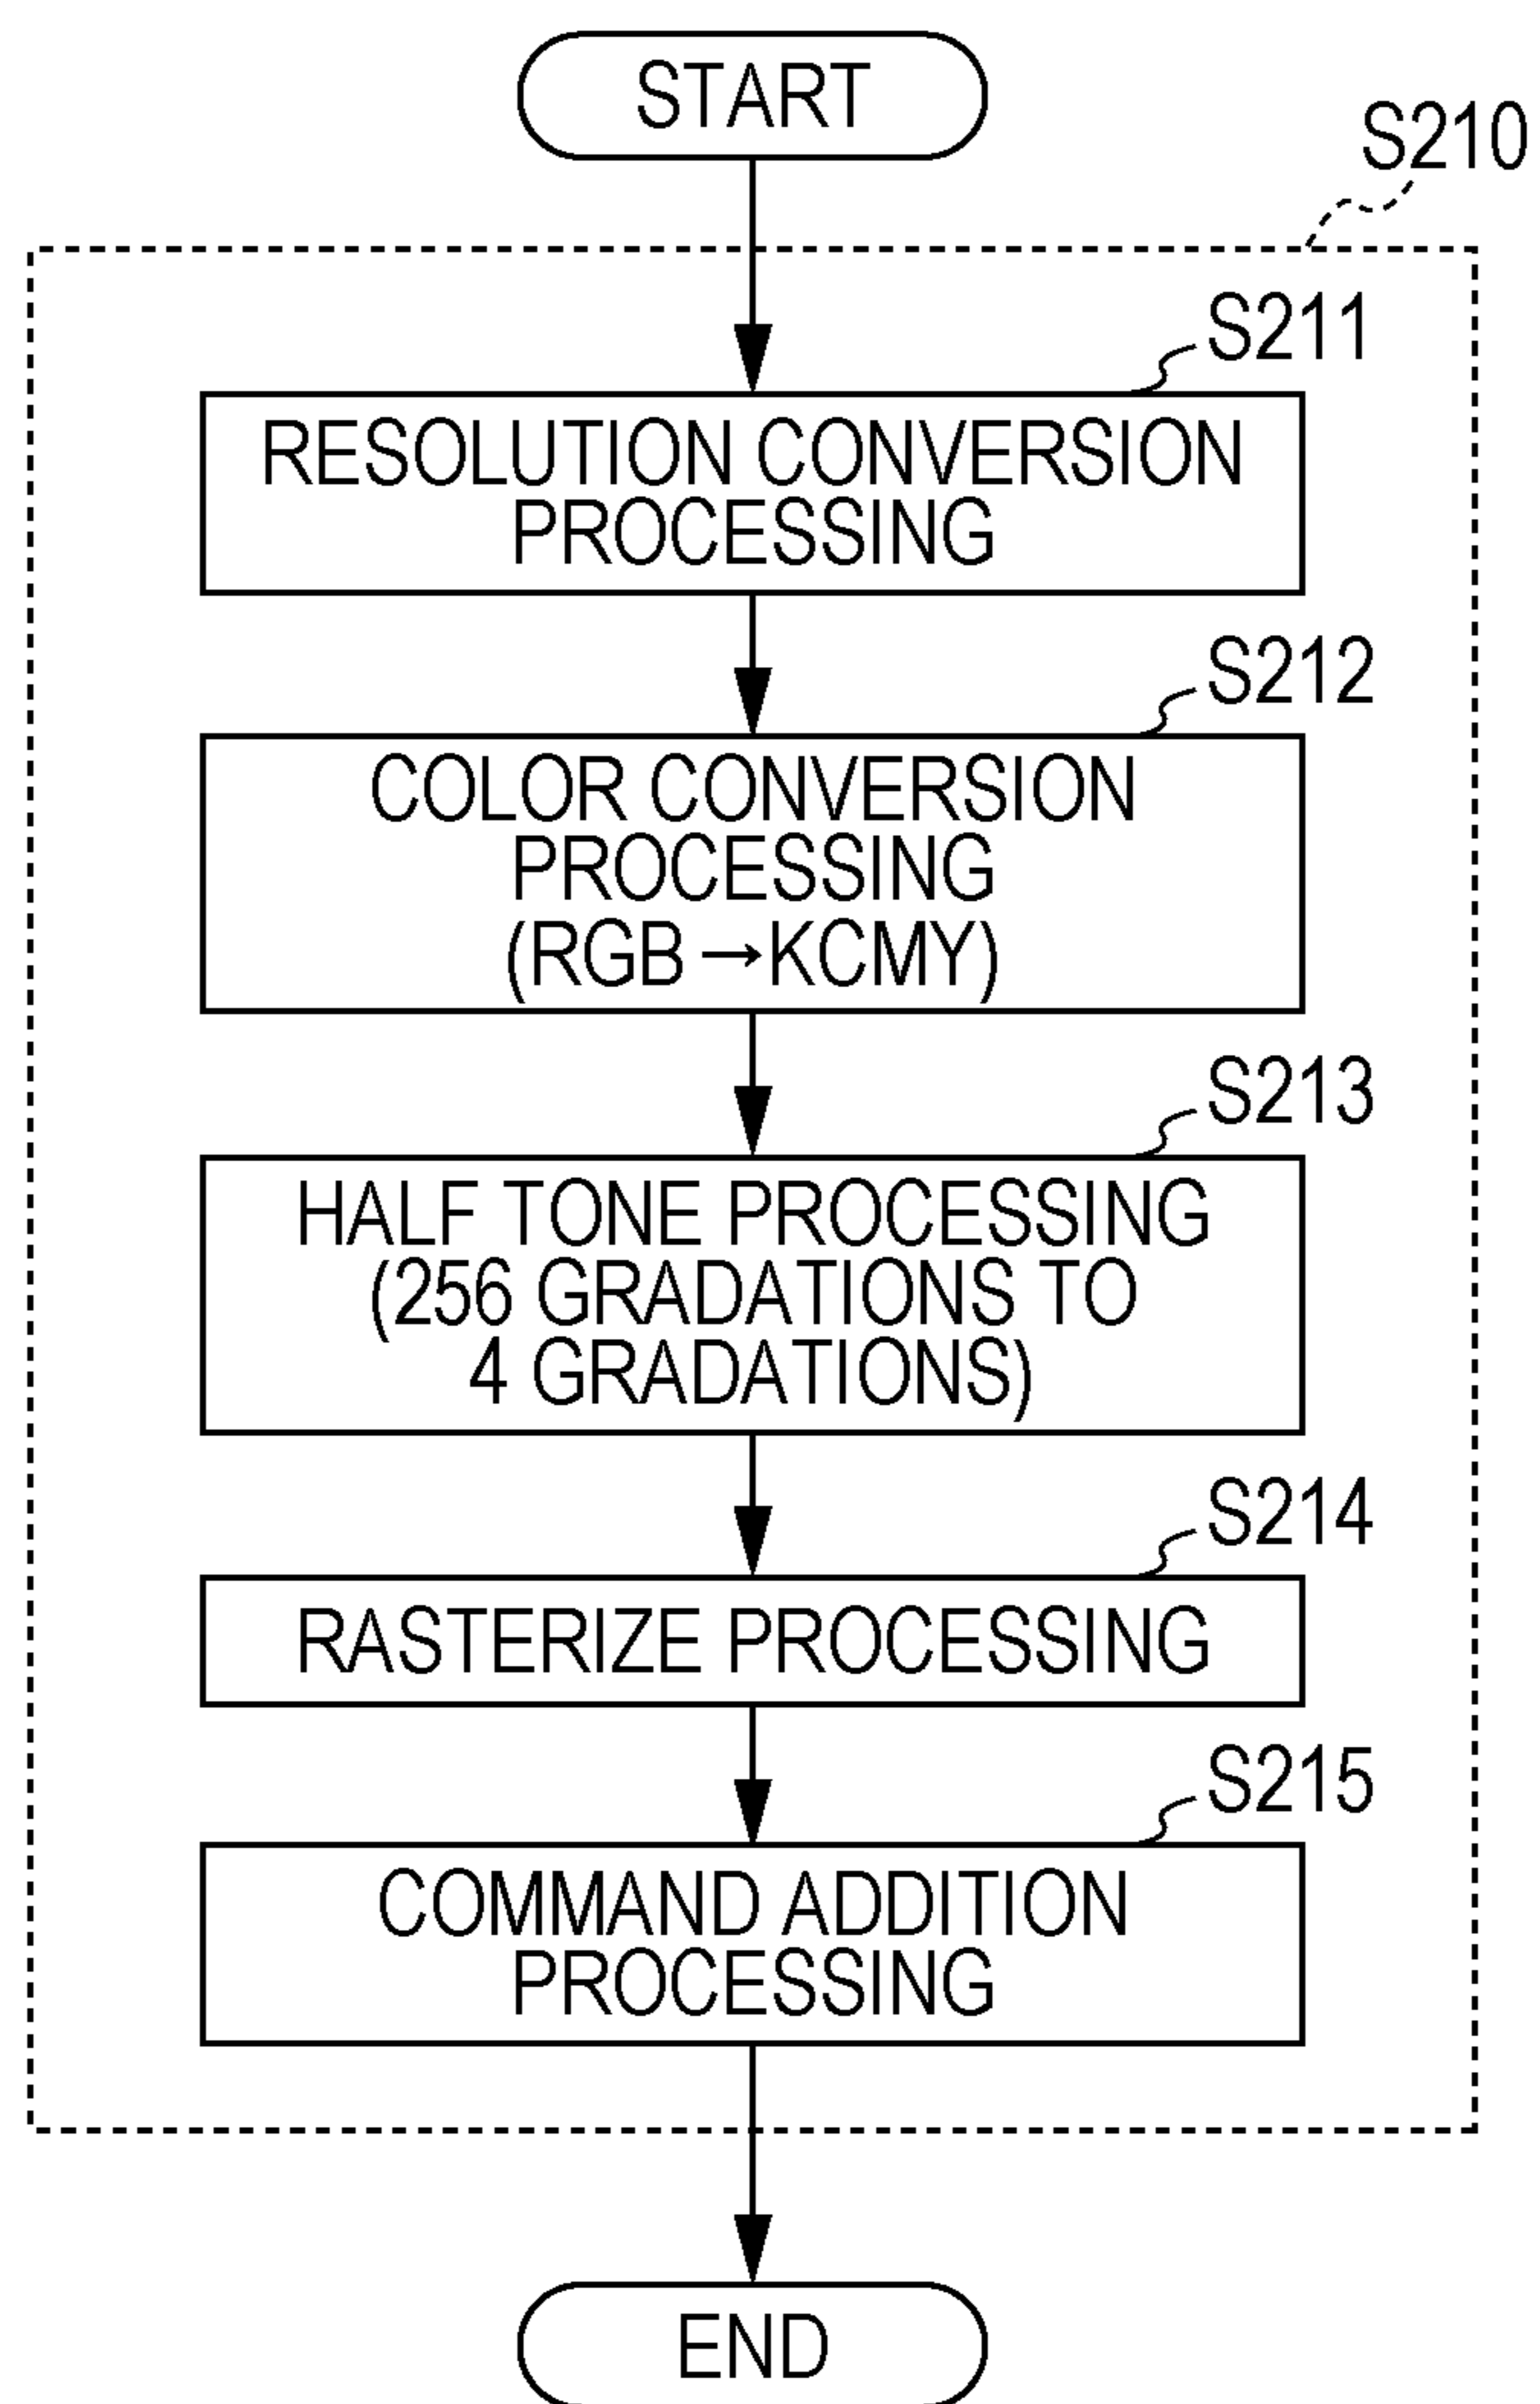 START
S210
S211
RESOLUTION CONVERSION
PROCESSING
S212
COLOR CONVERSION
PROCESSING
(RGB→KCMY)
S213
HALF TONE PROCESSING
(256 GRADATIONS TO
4 GRADATIONS)
S214
RASTERIZE PROCESSING
S215
COMMAND ADDITION
PROCESSING
END